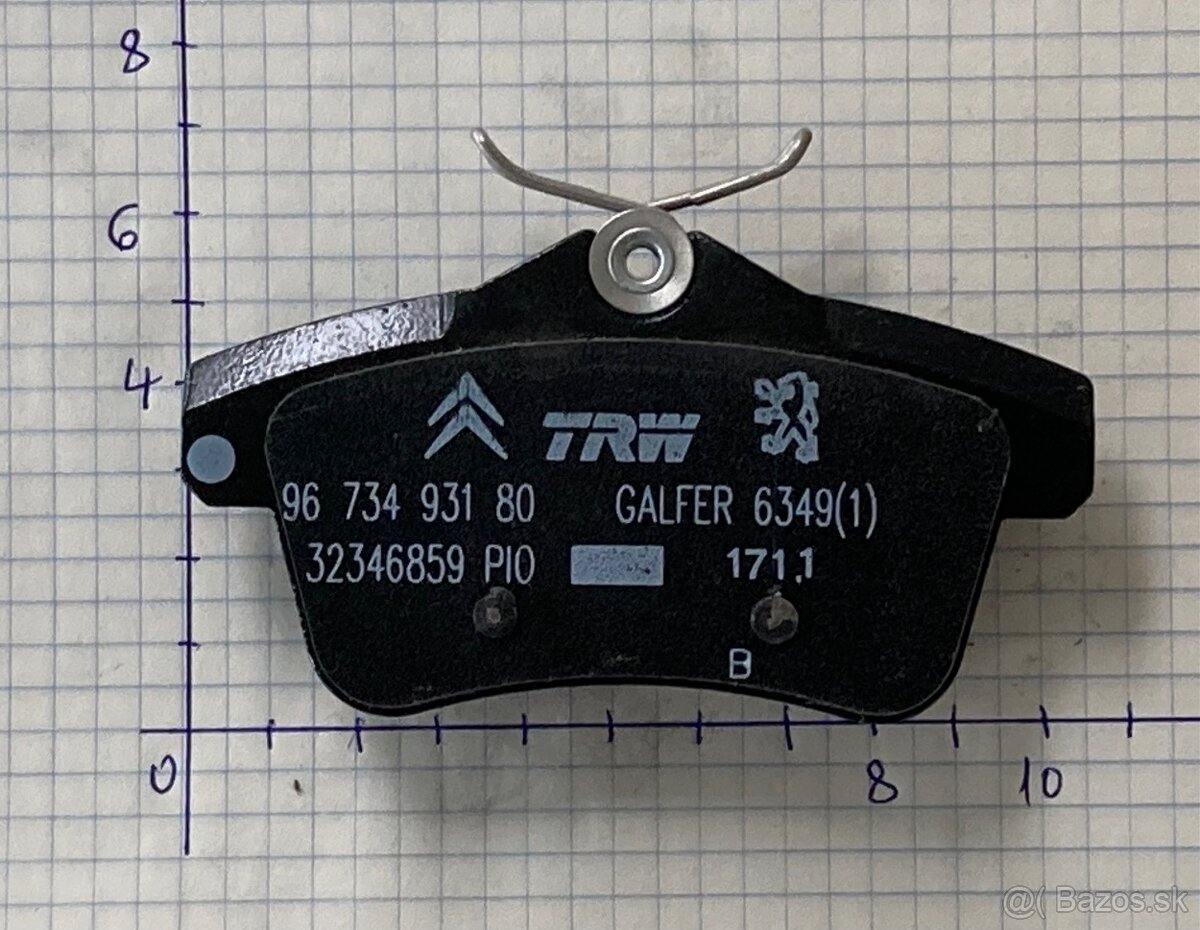 8
6
4
TRW
96 734 931 80 GALFER 6349(1)
32346859 PIO 171.1
B
0 8 10
@( Bazos.sk